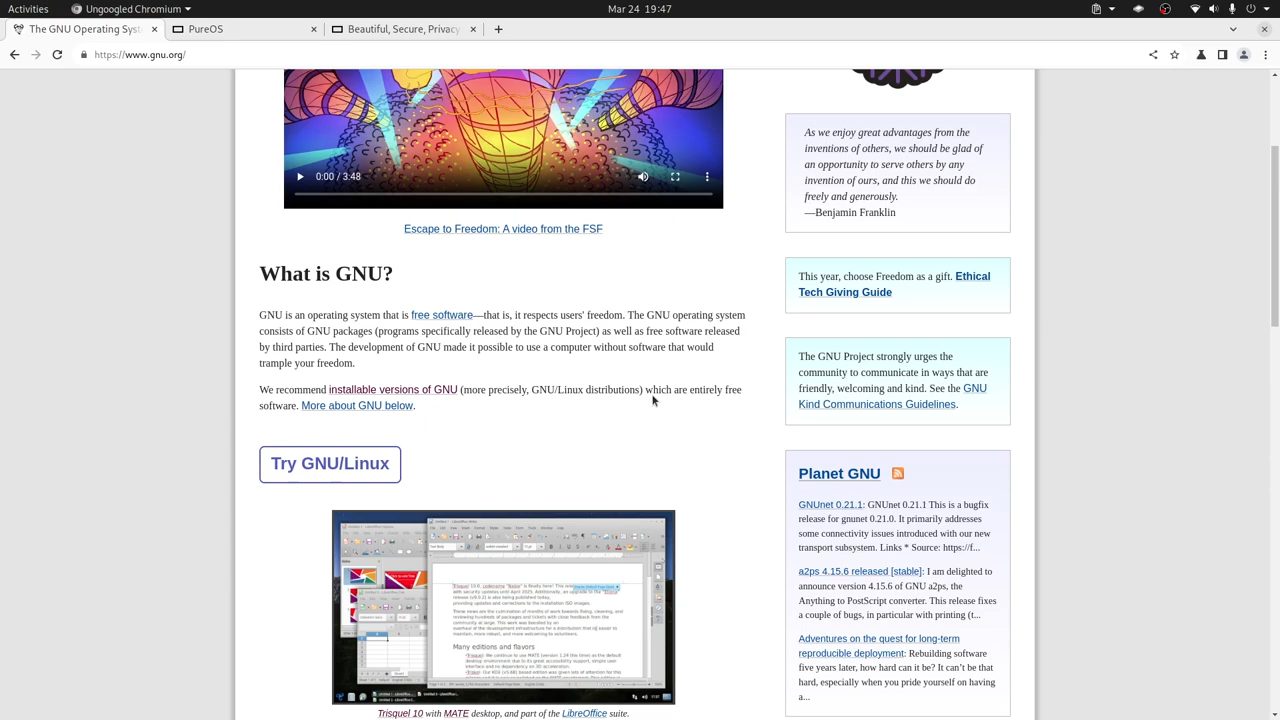 Activities Ungoogled Chromium Mar 24 19:47
The GNU Operating Sys PureOS Beautiful, Secure, Privacy
https://www.gnu.org/
0:00 / 3:48
Escape to Freedom: A video from the FSF
What is GNU?
GNU is an operating system that is free software—that is, it respects users' freedom. The GNU operating system
consists of GNU packages (programs specifically released by the GNU Project) as well as free software released
by third parties. The development of GNU made it possible to use a computer without software that would
trample your freedom.
We recommend installable versions of GNU (more precisely, GNU/Linux distributions) which are entirely free
software. More about GNU below.
Try GNU/Linux
Many editions and flavors
Trisquel 10 with MATE desktop, and part of the LibreOffice suite.
As we enjoy great advantages from the
inventions of others, we should be glad of
an opportunity to serve others by any
invention of ours, and this we should do
freely and generously.
—Benjamin Franklin
This year, choose Freedom as a gift. Ethical
Tech Giving Guide
The GNU Project strongly urges the
community to communicate in ways that are
friendly, welcoming and kind. See the GNU
Kind Communications Guidelines.
Planet GNU
GNUnet 0.21.1: GNUnet 0.21.1 This is a bugfix
release for gnunet 0.21.0. It primarily addresses
some connectivity issues introduced with our new
transport subsystem. Links * Source: https://f...
a2ps 4.15.6 released [stable]: I am delighted to
announce version 4.15.6 of GNU a2ps, the
Anything to PostScript converter. This release fixes
a couple of bugs, in particular with printing (t...
Adventures on the quest for long-term
reproducible deployment: Rebuilding software
five years later, how hard can it be? It can't be that
hard, especially when you pride yourself on having
a...